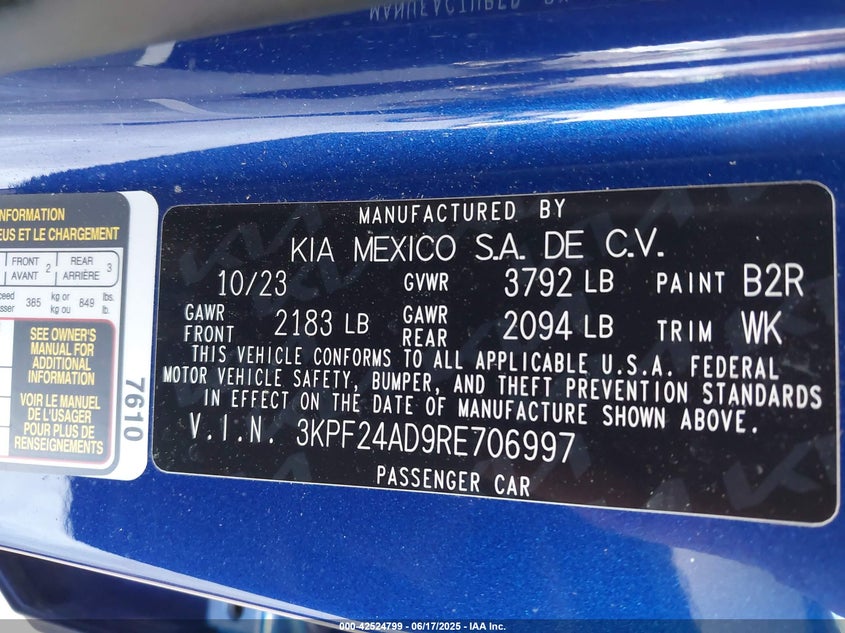 MANUFACTURED
INFORMATION
EUS ET LE CHARGEMENT
FRONT 2 REAR 3
AVANT ARRIÈRE
385 kg or 849 lbs.
kg ou lb.
SEE OWNER'S
MANUAL FOR
ADDITIONAL
INFORMATION
VOIR LE MANUEL
DE L'USAGER
POUR PLUS DE
RENSEIGNEMENTS
7610
MANUFACTURED BY
KIA MEXICO S.A. DE C.V.
10/23 GVWR 3792 LB PAINT B2R
GAWR FRONT 2183 LB GAWR REAR 2094 LB TRIM WK
THIS VEHICLE CONFORMS TO ALL APPLICABLE U.S.A. FEDERAL
MOTOR VEHICLE SAFETY, BUMPER, AND THEFT PREVENTION STANDARDS
IN EFFECT ON THE DATE OF MANUFACTURE SHOWN ABOVE.
V.I.N. 3KPF24AD9RE706997
PASSENGER CAR
000-42524799 - 06/17/2025 - IAA Inc.